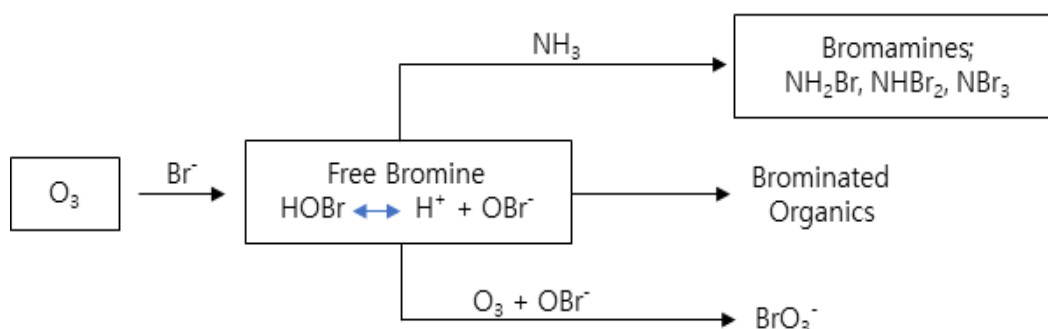 NH₃
Bromamines;
NH₂Br, NHBr₂, NBr₃
O₃
Br⁻
Free Bromine
HOBr ↔ H⁺ + OBr⁻
Brominated
Organics
O₃ + OBr⁻
BrO₃⁻